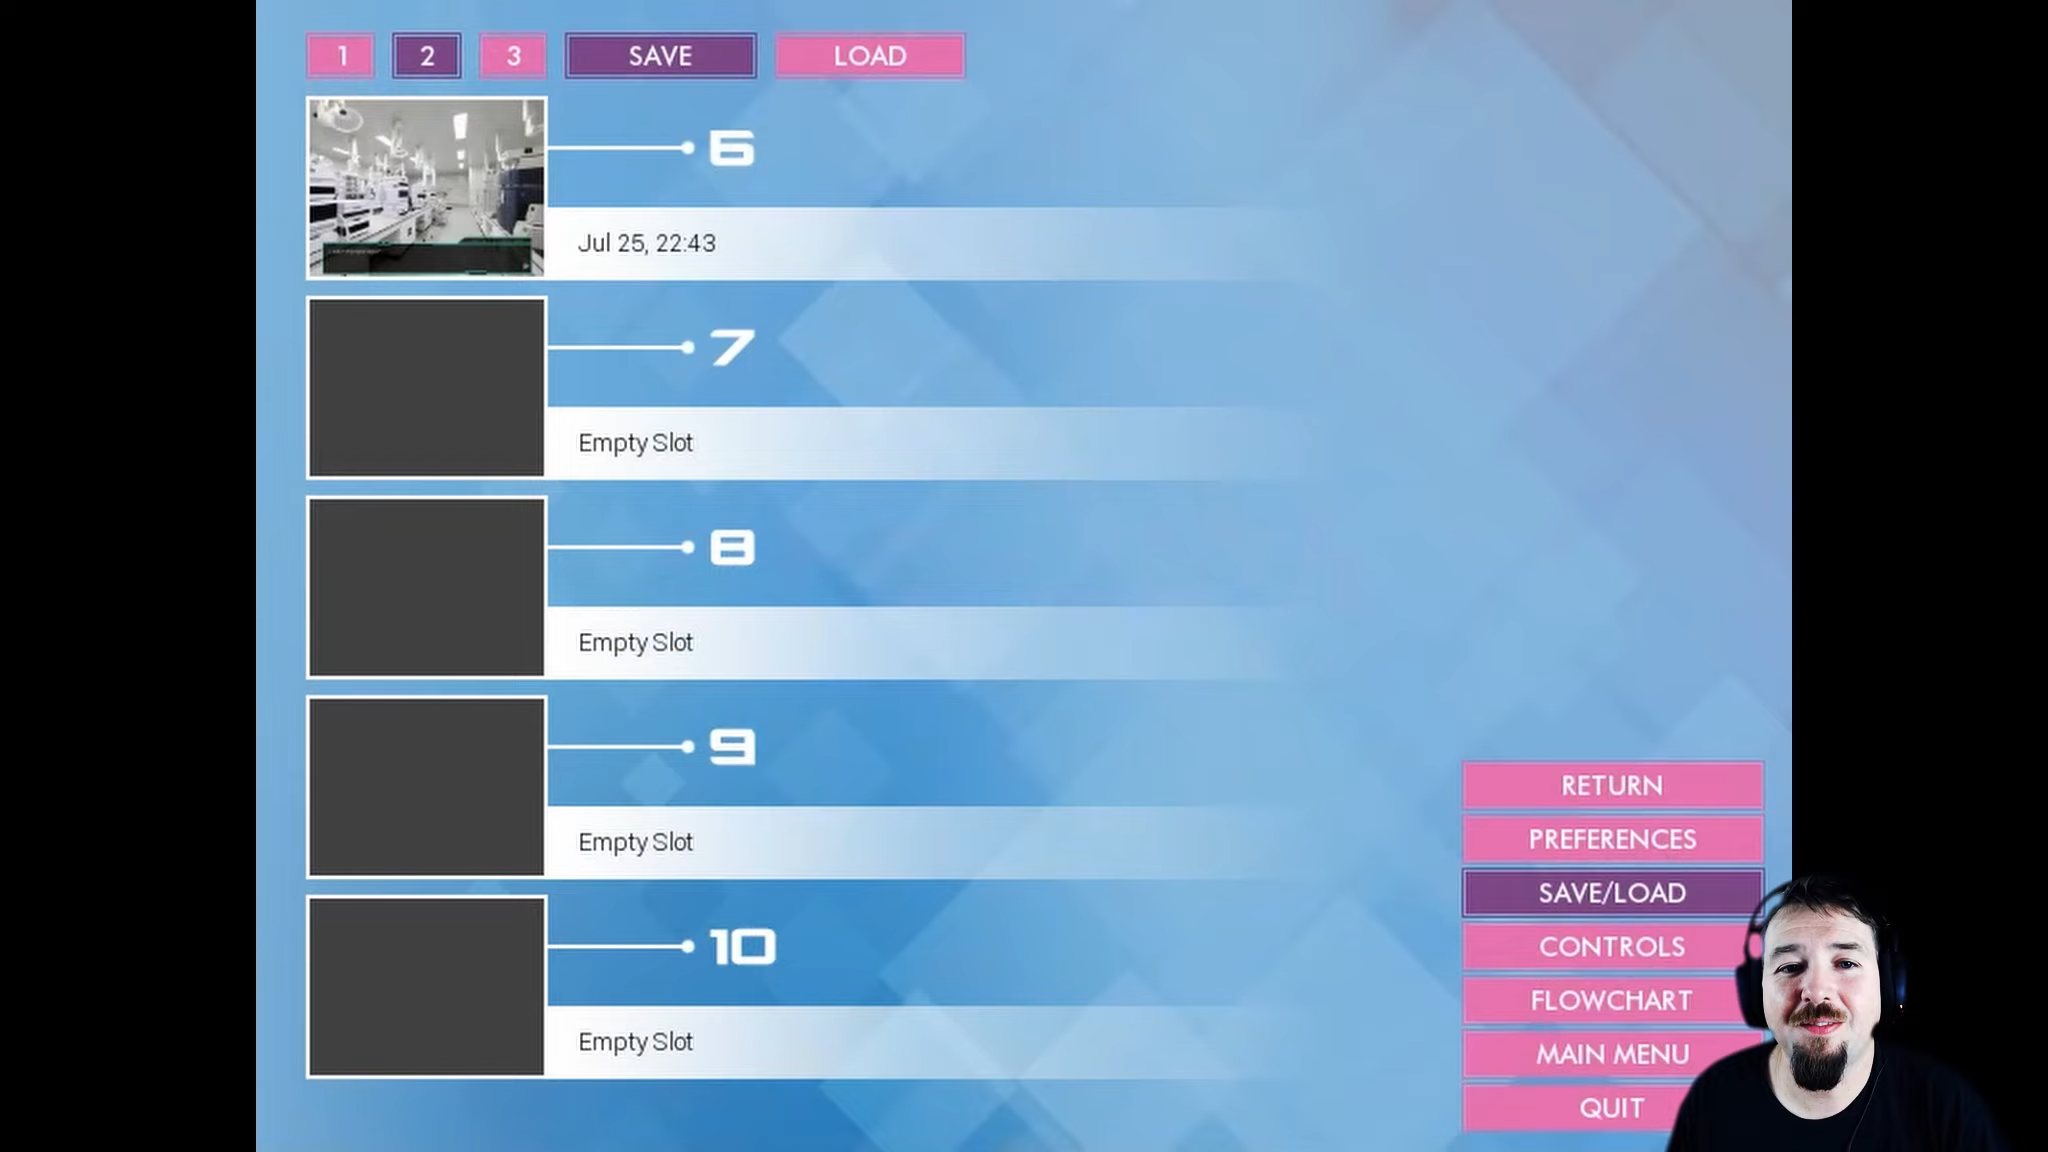 1 2 3 SAVE LOAD
6
Jul 25, 22:43
7
Empty Slot
8
Empty Slot
9
Empty Slot
10
Empty Slot
RETURN
PREFERENCES
SAVE/LOAD
CONTROLS
FLOWCHART
MAIN MENU
QUIT